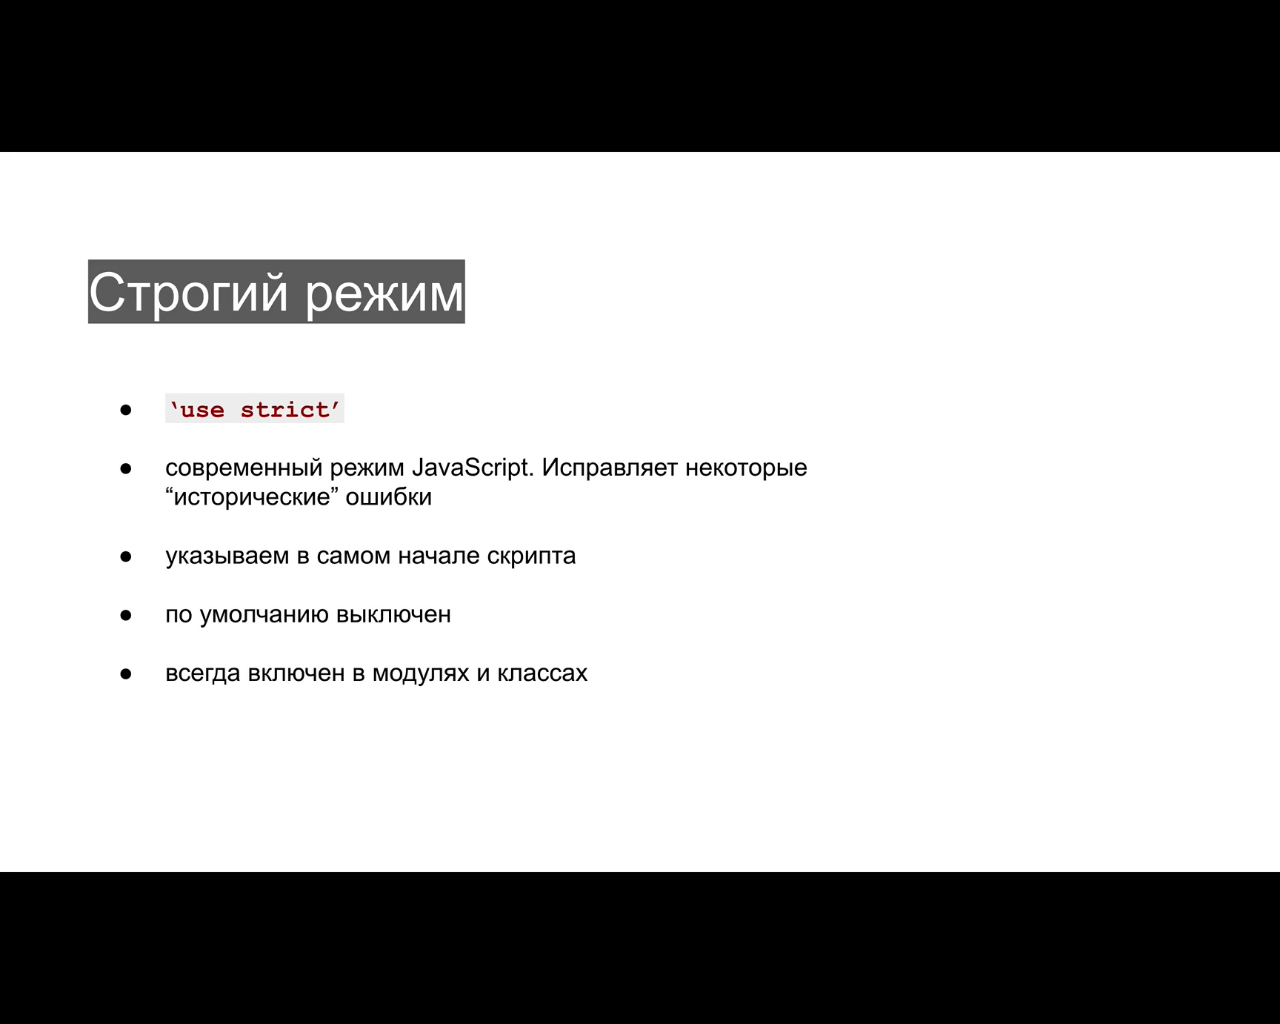 Строгий режим
‘use strict’
современный режим JavaScript. Исправляет некоторые
“исторические” ошибки
указываем в самом начале скрипта
по умолчанию выключен
всегда включен в модулях и классах